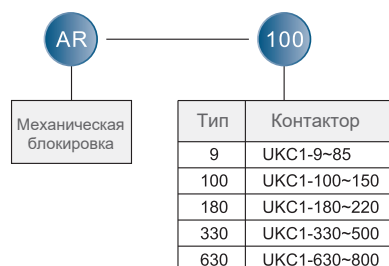 AR
100
Механическая
блокировка
Тип Контактор
9 UKC1-9~85
100 UKC1-100~150
180 UKC1-180~220
330 UKC1-330~500
630 UKC1-630~800